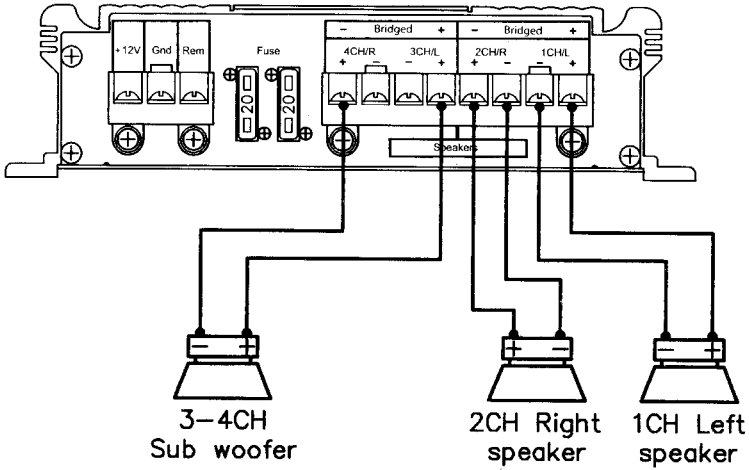 - Bridged + - Bridged +
+12V Gnd Rem Fuse 4CH/R 3CH/L 2CH/R 1CH/L
+ - - + + - - +
20 20
Speakers
- + + - - +
3-4CH 2CH Right 1CH Left
Sub woofer speaker speaker